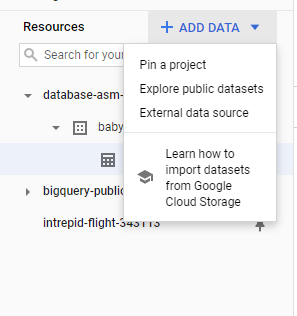 Resources
+ ADD DATA
Search for your
Pin a project
Explore public datasets
External data source
database-asm-
baby
Learn how to
import datasets
from Google
Cloud Storage
bigquery-public
intrepid-flight-343113